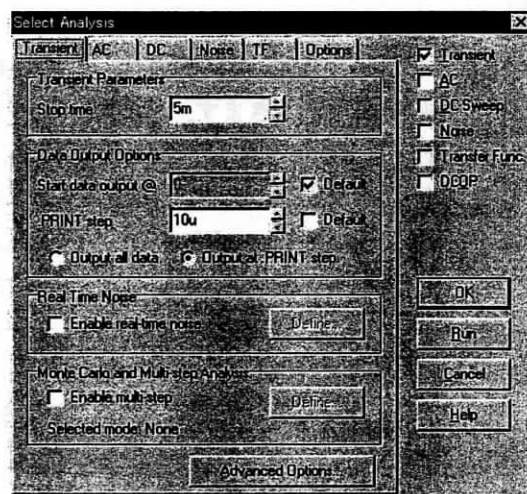 Select Analysis
Transient AC DC Noise TF Options
Transient Parameters
Stop time 5m
Data Output Options
Start data output @ 0 Default
.PRINT step 10u Default
Output all data Output at .PRINT step
Real Time Noise
Enable real-time noise Define...
Monte Carlo and Multi-step Analysis
Enable multi-step Define...
Selected mode: None
Advanced Options...
Transient
AC
DC Sweep
Noise
Transfer Func.
DCOP
OK
Run
Cancel
Help